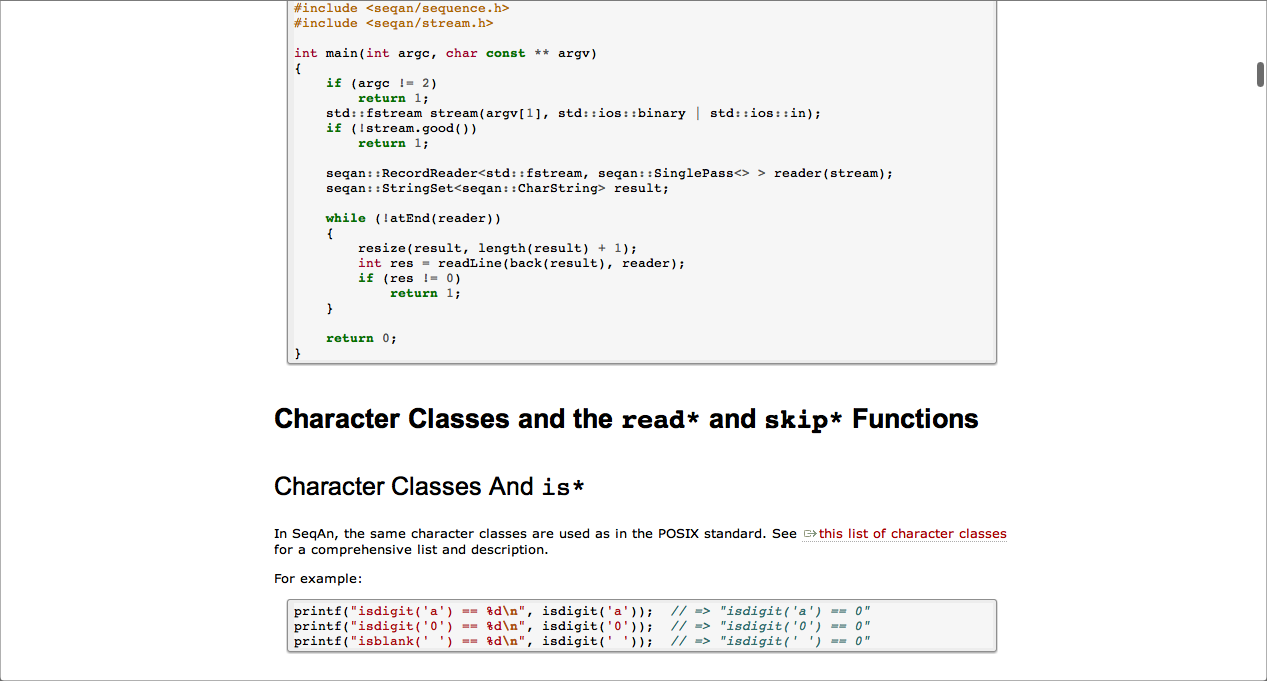 #include <seqan/sequence.h>
#include <seqan/stream.h>

int main(int argc, char const ** argv)
{
    if (argc != 2)
        return 1;
    std::fstream stream(argv[1], std::ios::binary | std::ios::in);
    if (!stream.good())
        return 1;

    seqan::RecordReader<std::fstream, seqan::SinglePass<> > reader(stream);
    seqan::StringSet<seqan::CharString> result;

    while (!atEnd(reader))
    {
        resize(result, length(result) + 1);
        int res = readLine(back(result), reader);
        if (res != 0)
            return 1;
    }

    return 0;
}

Character Classes and the read* and skip* Functions
Character Classes And is*
In SeqAn, the same character classes are used as in the POSIX standard. See this list of character classes
for a comprehensive list and description.
For example:
printf("isdigit('a') == %d\n", isdigit('a'));  // => "isdigit('a') == 0"
printf("isdigit('0') == %d\n", isdigit('0'));  // => "isdigit('0') == 0"
printf("isblank(' ') == %d\n", isdigit(' '));  // => "isdigit(' ') == 0"